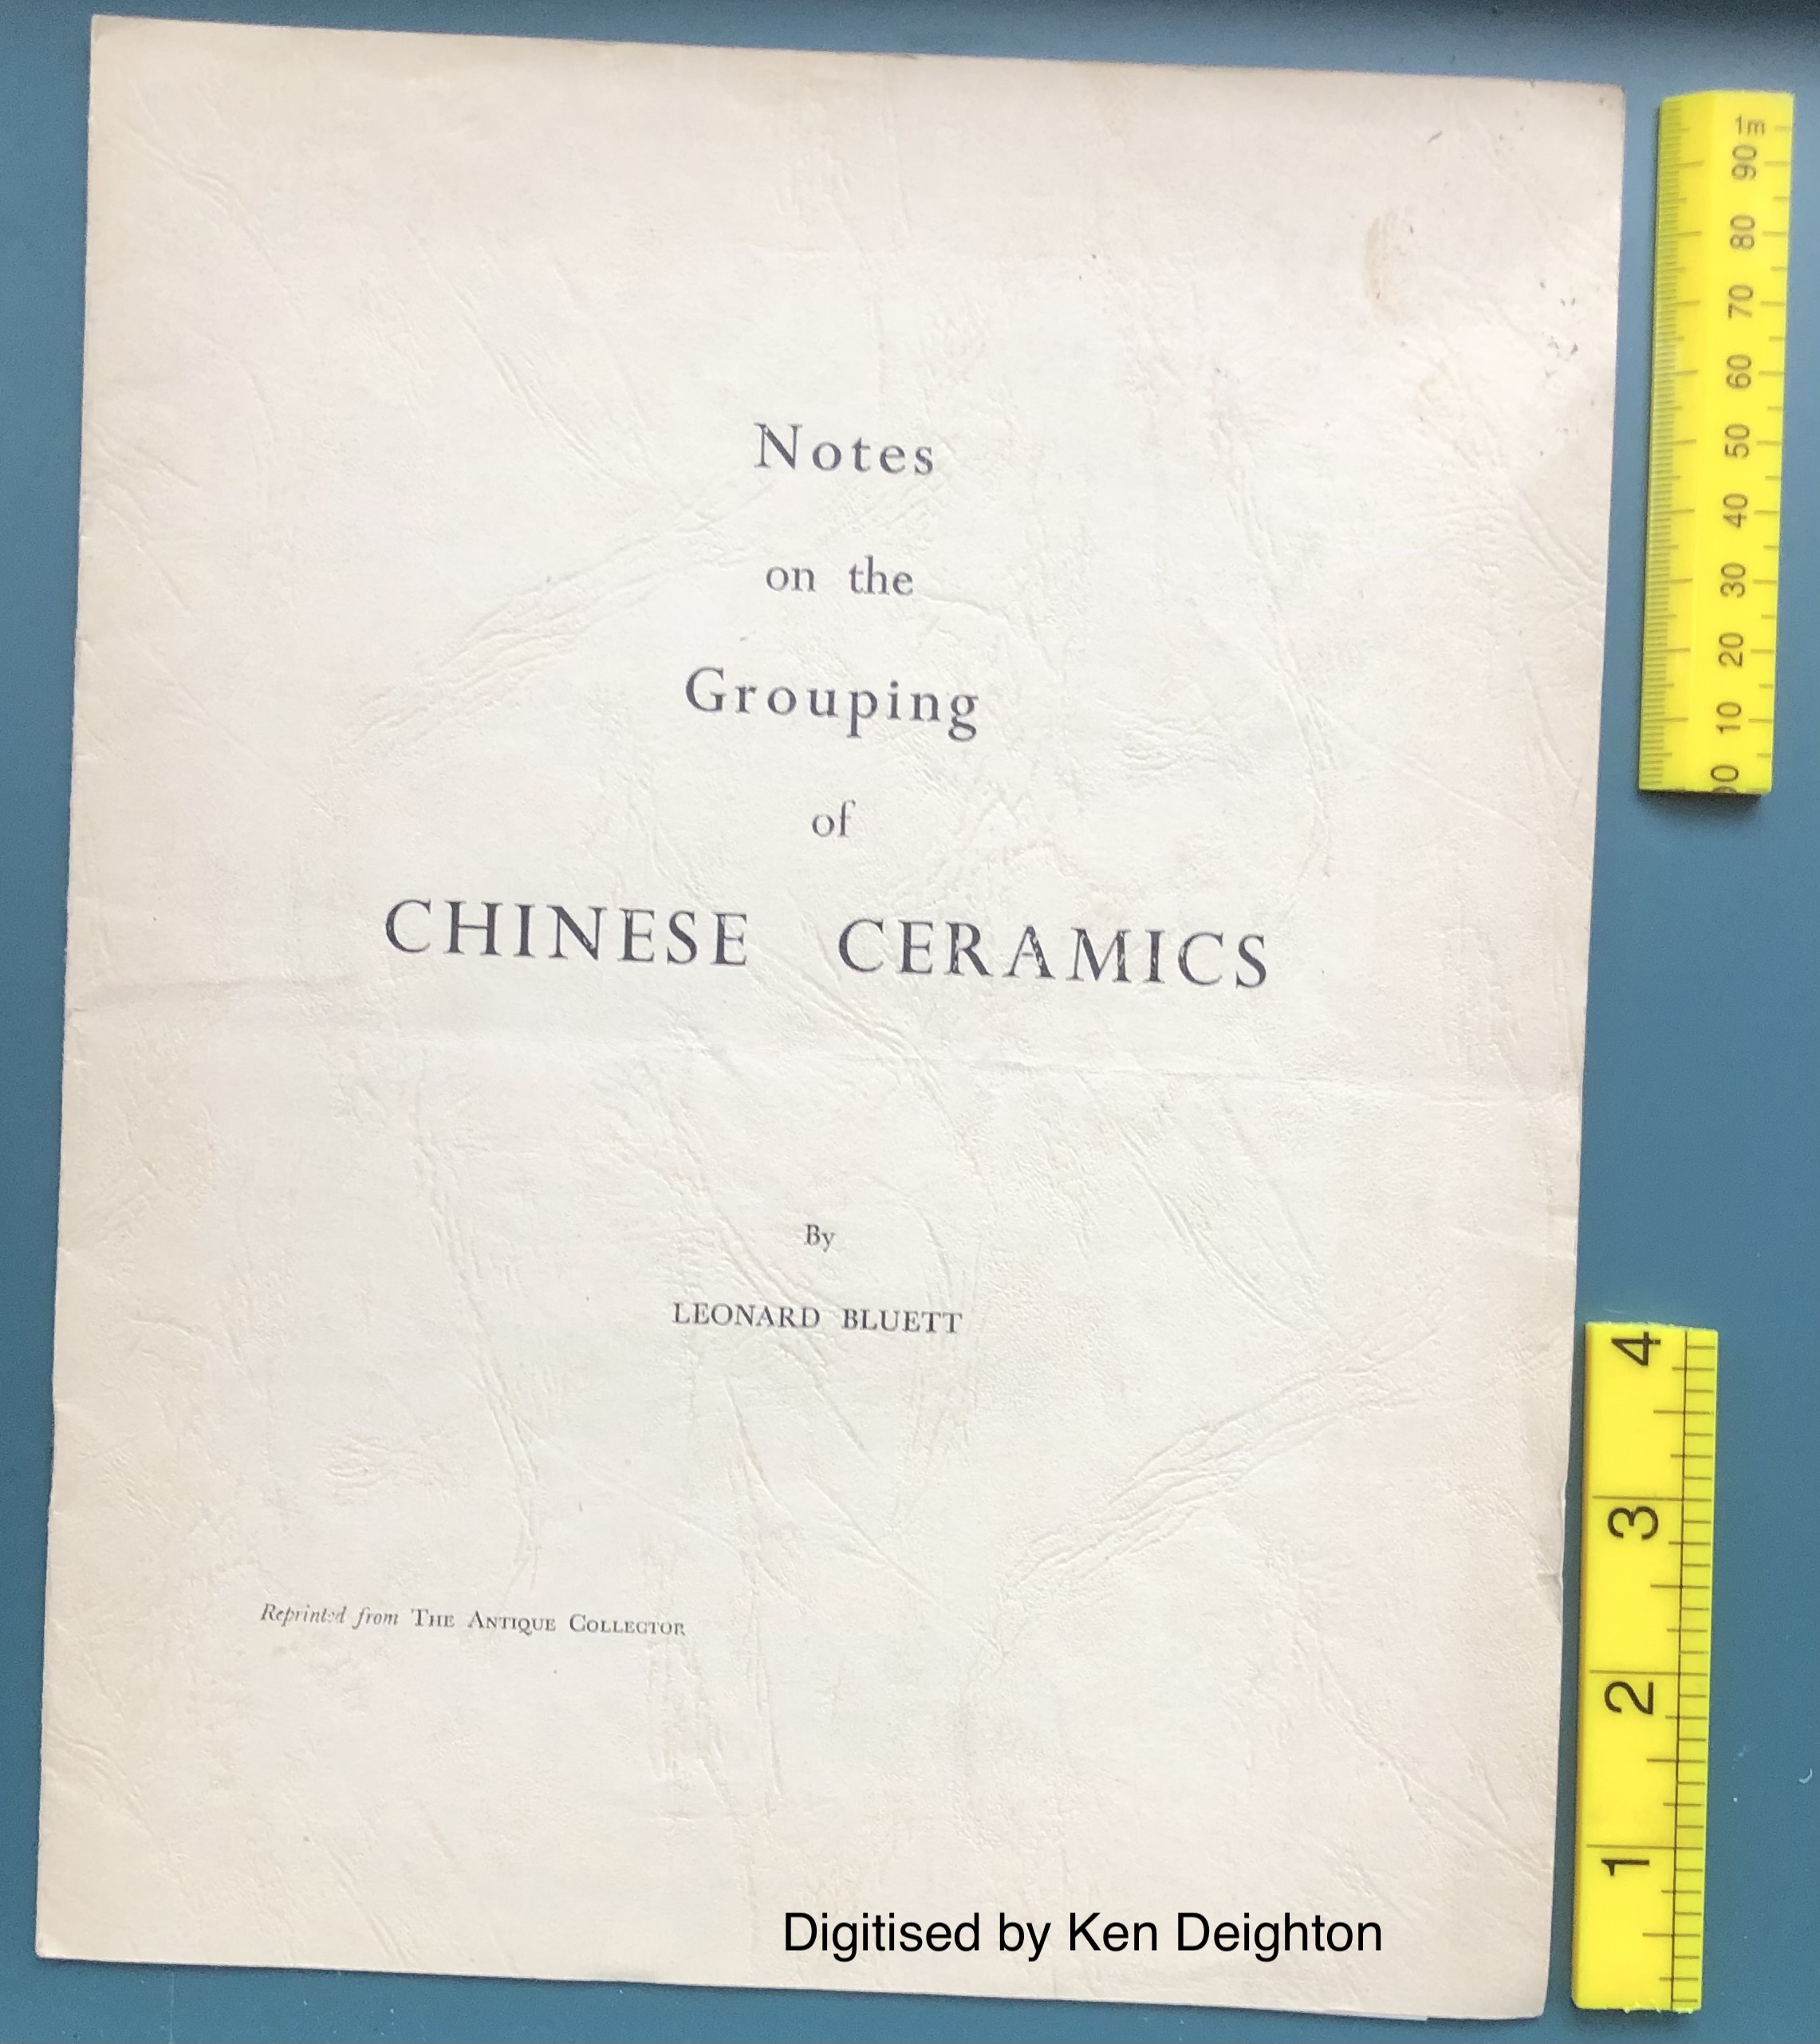 Notes
on the
Grouping
of
CHINESE CERAMICS
By
LEONARD BLUETT
Reprinted from THE ANTIQUE COLLECTOR
Digitised by Ken Deighton
1m
90
80
70
60
50
40
30
20
10
00
4
3
2
1